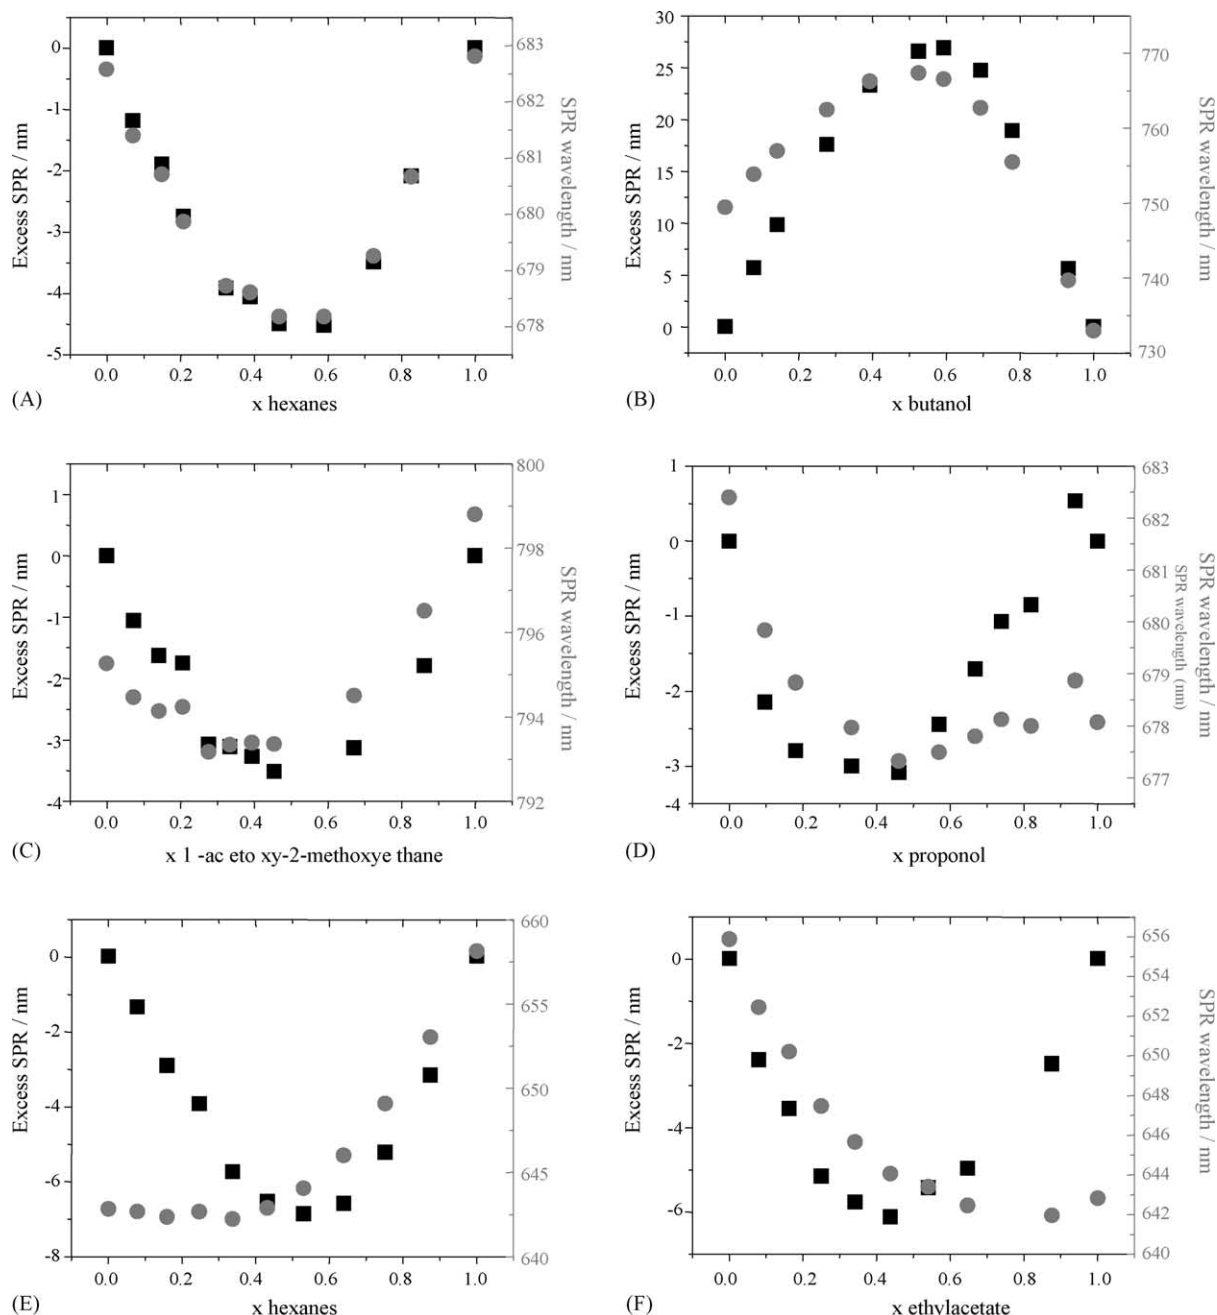 0
-1
-2
-3
-4
-5
Excess SPR / nm
683
682
681
680
679
678
SPR wavelength / nm
0.0 0.2 0.4 0.6 0.8 1.0
(A)
x hexanes
30
25
20
15
10
5
0
Excess SPR / nm
770
760
750
740
730
SPR wavelength / nm
0.0 0.2 0.4 0.6 0.8 1.0
(B)
x butanol
1
0
-1
-2
-3
-4
Excess SPR / nm
800
798
796
794
792
SPR wavelength / nm
0.0 0.2 0.4 0.6 0.8 1.0
(C)
x 1 -ac eto xy-2-methoxye thane
1
0
-1
-2
-3
-4
Excess SPR / nm
683
682
681
680
679
678
677
SPR wavelength (nm)
SPR wavelength / nm
0.0 0.2 0.4 0.6 0.8 1.0
(D)
x proponol
0
-2
-4
-6
-8
Excess SPR / nm
660
655
650
645
640
0.0 0.2 0.4 0.6 0.8 1.0
(E)
x hexanes
0
-2
-4
-6
Excess SPR / nm
656
654
652
650
648
646
644
642
640
SPR wavelength / nm
0.0 0.2 0.4 0.6 0.8 1.0
(F)
x ethylacetate